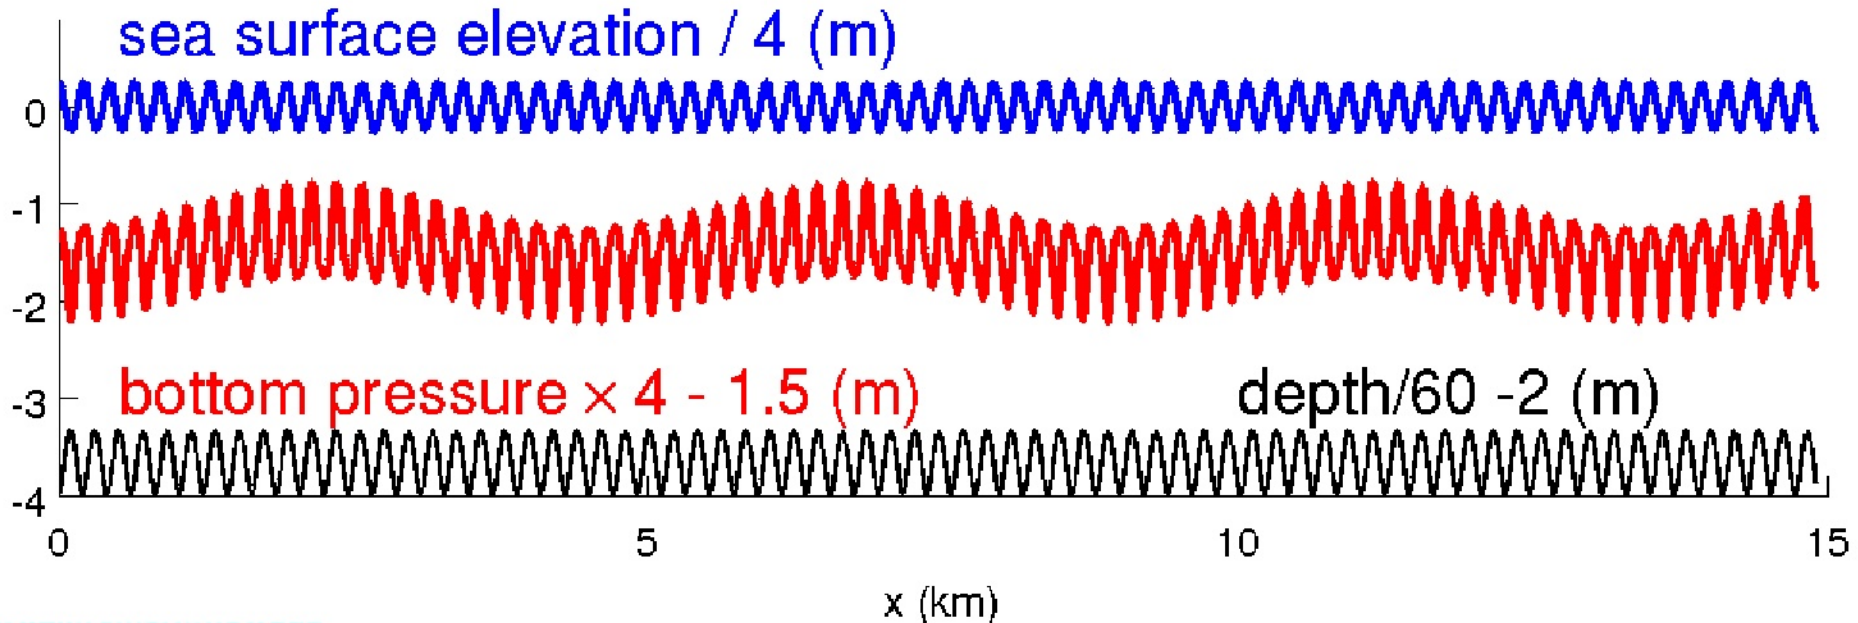 sea surface elevation / 4 (m)
0
-1
-2
bottom pressure × 4 - 1.5 (m)
depth/60 -2 (m)
-3
-4
0 5 10 15
x (km)